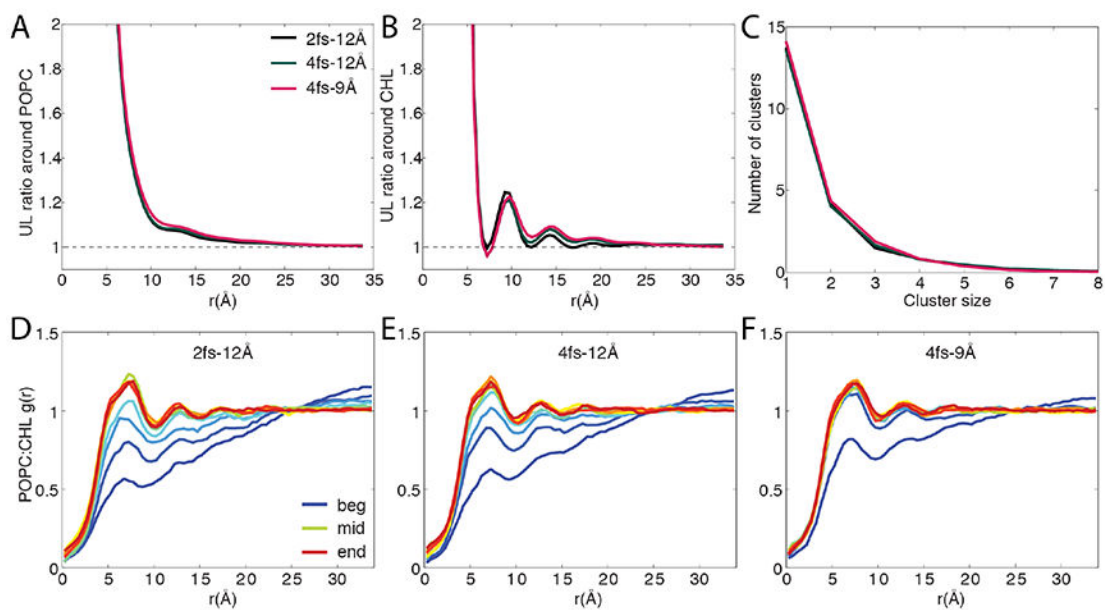 A
UL ratio around POPC
2
1.8
1.6
1.4
1.2
1
0 5 10 15 20 25 30 35
r(Å)
2fs-12Å
4fs-12Å
4fs-9Å
B
UL ratio around CHL
2
1.8
1.6
1.4
1.2
1
0 5 10 15 20 25 30 35
r(Å)
C
Number of clusters
15
10
5
0
1 2 3 4 5 6 7 8
Cluster size
D
2fs-12Å
POPC:CHL g(r)
1.5
1
0.5
0
0 5 10 15 20 25 30
r(Å)
beg
mid
end
E
4fs-12Å
1.5
1
0.5
0
0 5 10 15 20 25 30
r(Å)
F
4fs-9Å
1.5
1
0.5
0
0 5 10 15 20 25 30
r(Å)